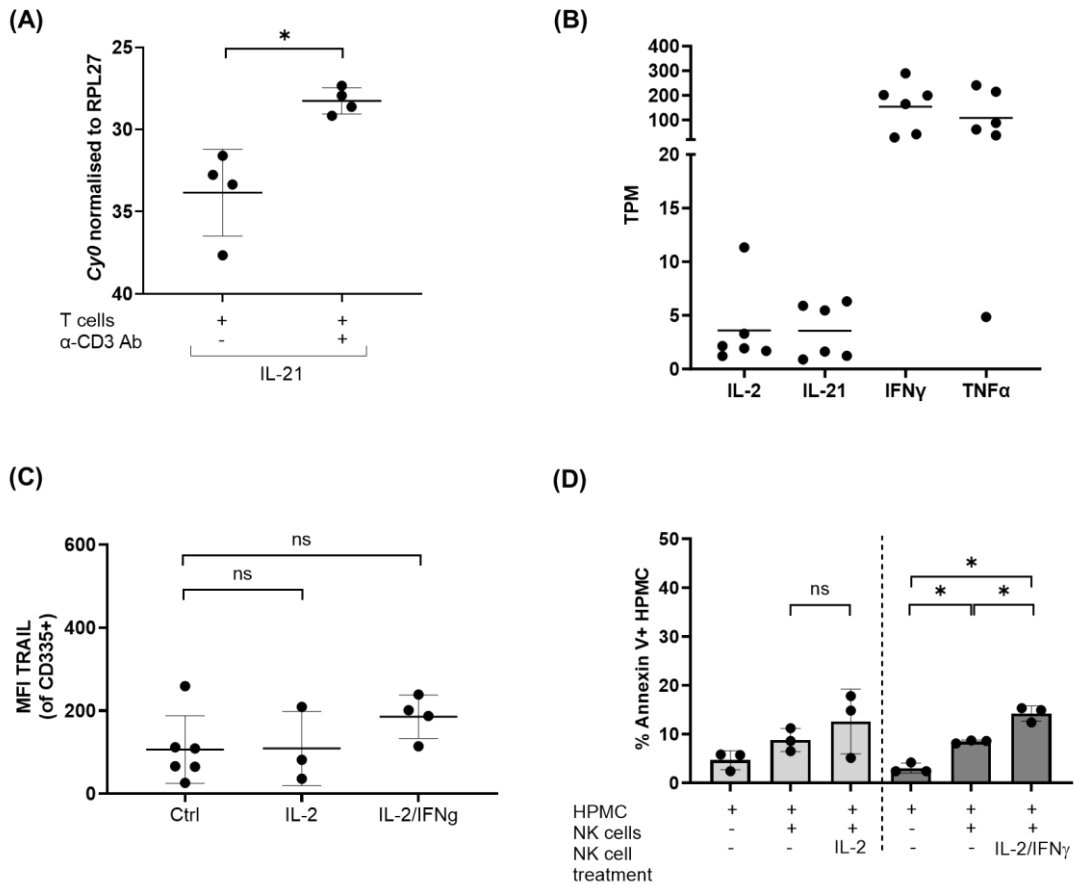 (A)
*
25
30
35
40
Cy0 normalised to RPL27
T cells + +
α-CD3 Ab - +
IL-21
(B)
400
300
200
100
20
15
10
5
0
TPM
IL-2 IL-21 IFNγ TNFα
(C)
600
400
200
0
MFI TRAIL
(of CD335+)
ns
ns
Ctrl IL-2 IL-2/IFNg
(D)
50
40
30
20
10
0
% Annexin V+ HPMC
ns
*
* *
HPMC + + + + + +
NK cells - + + - + +
NK cell - - IL-2 - - IL-2/IFNγ
treatment